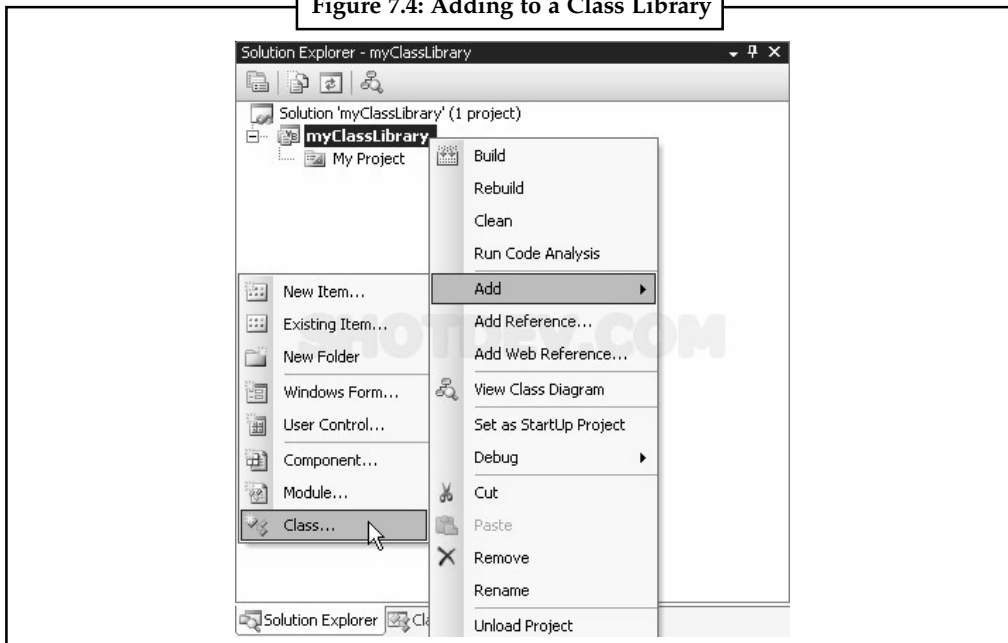 Figure 7.4: Adding to a Class Library
Solution Explorer - myClassLibrary
Solution 'myClassLibrary' (1 project)
myClassLibrary
My Project
Build
Rebuild
Clean
Run Code Analysis
Add
Add Reference...
Add Web Reference...
View Class Diagram
Set as StartUp Project
Debug
Cut
Paste
Remove
Rename
Unload Project
New Item...
Existing Item...
New Folder
Windows Form...
User Control...
Component...
Module...
Class...
SHOTDEV.COM
Solution Explorer
Cl